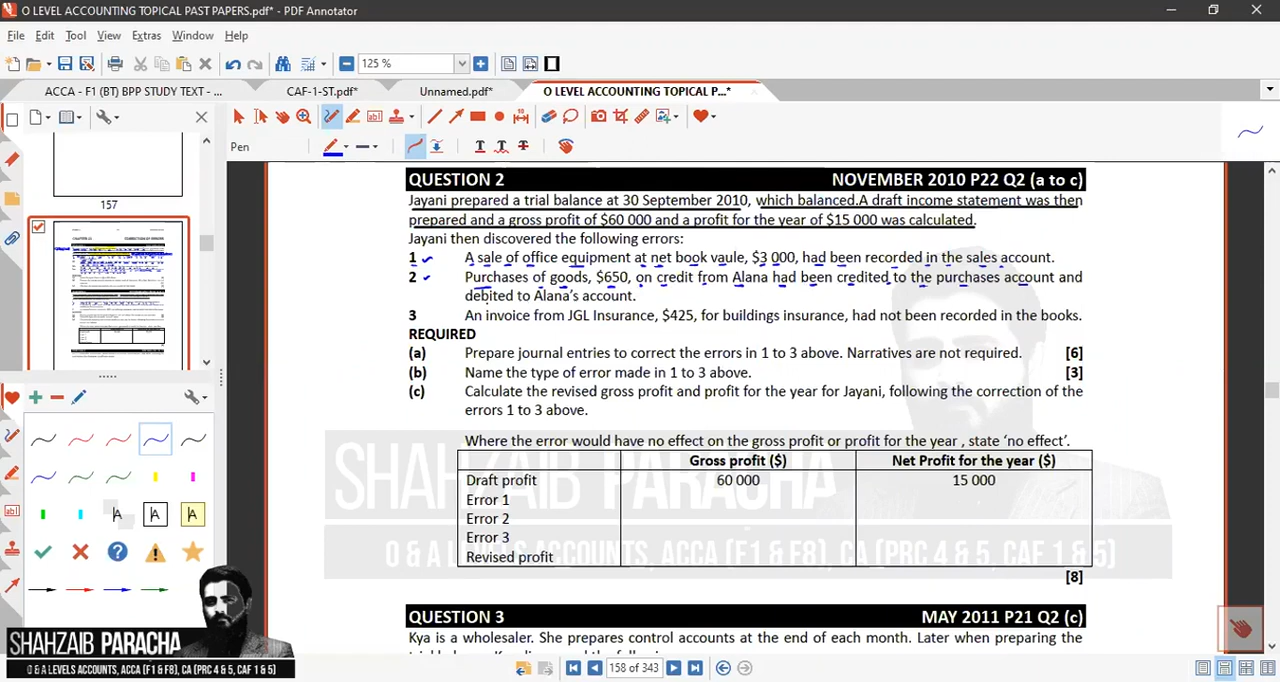 O LEVEL ACCOUNTING TOPICAL PAST PAPERS.pdf* - PDF Annotator
File Edit Tool View Extras Window Help
125 %
ACCA - F1 (BT) BPP STUDY TEXT - ...
CAF-1-ST.pdf*
Unnamed.pdf*
O LEVEL ACCOUNTING TOPICAL P...*
Pen
157
QUESTION 2 NOVEMBER 2010 P22 Q2 (a to c)
Jayani prepared a trial balance at 30 September 2010, which balanced.A draft income statement was then
prepared and a gross profit of $60 000 and a profit for the year of $15 000 was calculated.
Jayani then discovered the following errors:
1 A sale of office equipment at net book vaule, $3 000, had been recorded in the sales account.
2 Purchases of goods, $650, on credit from Alana had been credited to the purchases account and
debited to Alana's account.
3 An invoice from JGL Insurance, $425, for buildings insurance, had not been recorded in the books.
REQUIRED
(a) Prepare journal entries to correct the errors in 1 to 3 above. Narratives are not required. [6]
(b) Name the type of error made in 1 to 3 above. [3]
(c) Calculate the revised gross profit and profit for the year for Jayani, following the correction of the
errors 1 to 3 above.
Where the error would have no effect on the gross profit or profit for the year , state 'no effect'.
Gross profit ($) Net Profit for the year ($)
Draft profit 60 000 15 000
Error 1
Error 2
Error 3
Revised profit
[8]
SHAHZAIB PARACHA
O & A LEVELS ACCOUNTS, ACCA (F1 & F8), CA (PRC 4 & 5, CAF 1 & 5)
QUESTION 3 MAY 2011 P21 Q2 (c)
Kya is a wholesaler. She prepares control accounts at the end of each month. Later when preparing the
SHAHZAIB PARACHA
O & A LEVELS ACCOUNTS, ACCA (F1 & F8), CA (PRC 4 & 5, CAF 1 & 5)
158 of 343